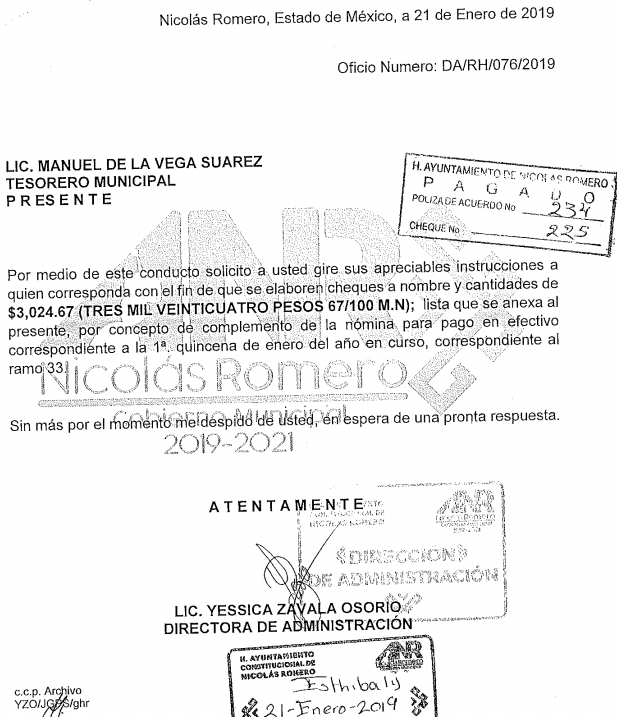 Nicolás Romero, Estado de México, a 21 de Enero de 2019
Oficio Numero: DA/RH/076/2019
LIC. MANUEL DE LA VEGA SUAREZ
TESORERO MUNICIPAL
P R E S E N T E
H. AYUNTAMIENTO DE NICOLAS ROMERO
P A G A D O
POLIZA DE ACUERDO No 234
CHEQUE No 225
Por medio de este conducto solicito a usted gire sus apreciables instrucciones a
quien corresponda con el fin de que se elaboren cheques a nombre y cantidades de
$3,024.67 (TRES MIL VEINTICUATRO PESOS 67/100 M.N); lista que se anexa al
presente, por concepto de complemento de la nómina para pago en efectivo
correspondiente a la 1ª. quincena de enero del año en curso, correspondiente al
ramo 33.
Nicolás Romero
Gobierno Municipal
Sin más por el momento me despido de usted, en espera de una pronta respuesta.
2019-2021
A T E N T A M E N T E
DIRECCIÓN
DE ADMINISTRACIÓN
LIC. YESSICA ZAVALA OSORIO
DIRECTORA DE ADMINISTRACIÓN
H. AYUNTAMIENTO
CONSTITUCIONAL DE
NICOLÁS ROMERO
Esthibaly
21-Enero-2019
c.c.p. Archivo